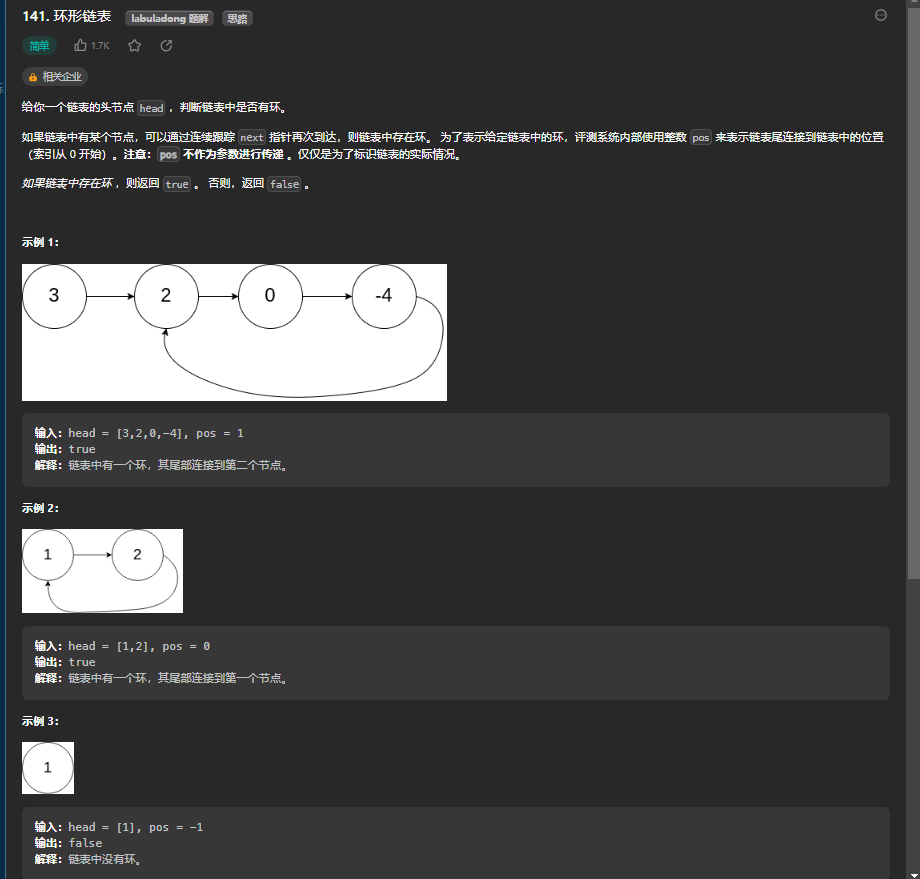 141. 环形链表 labuladong 题解 思路
简单 1.7K
相关企业
给你一个链表的头节点 head ，判断链表中是否有环。
如果链表中有某个节点，可以通过连续跟踪 next 指针再次到达，则链表中存在环。 为了表示给定链表中的环，评测系统内部使用整数 pos 来表示链表尾连接到链表中的位置
（索引从 0 开始）。注意：pos 不作为参数进行传递 。仅仅是为了标识链表的实际情况。
如果链表中存在环 ，则返回 true 。 否则，返回 false 。
示例 1：
3 2 0 -4
输入：head = [3,2,0,-4], pos = 1
输出：true
解释：链表中有一个环，其尾部连接到第二个节点。
示例 2：
1 2
输入：head = [1,2], pos = 0
输出：true
解释：链表中有一个环，其尾部连接到第一个节点。
示例 3：
1
输入：head = [1], pos = -1
输出：false
解释：链表中没有环。